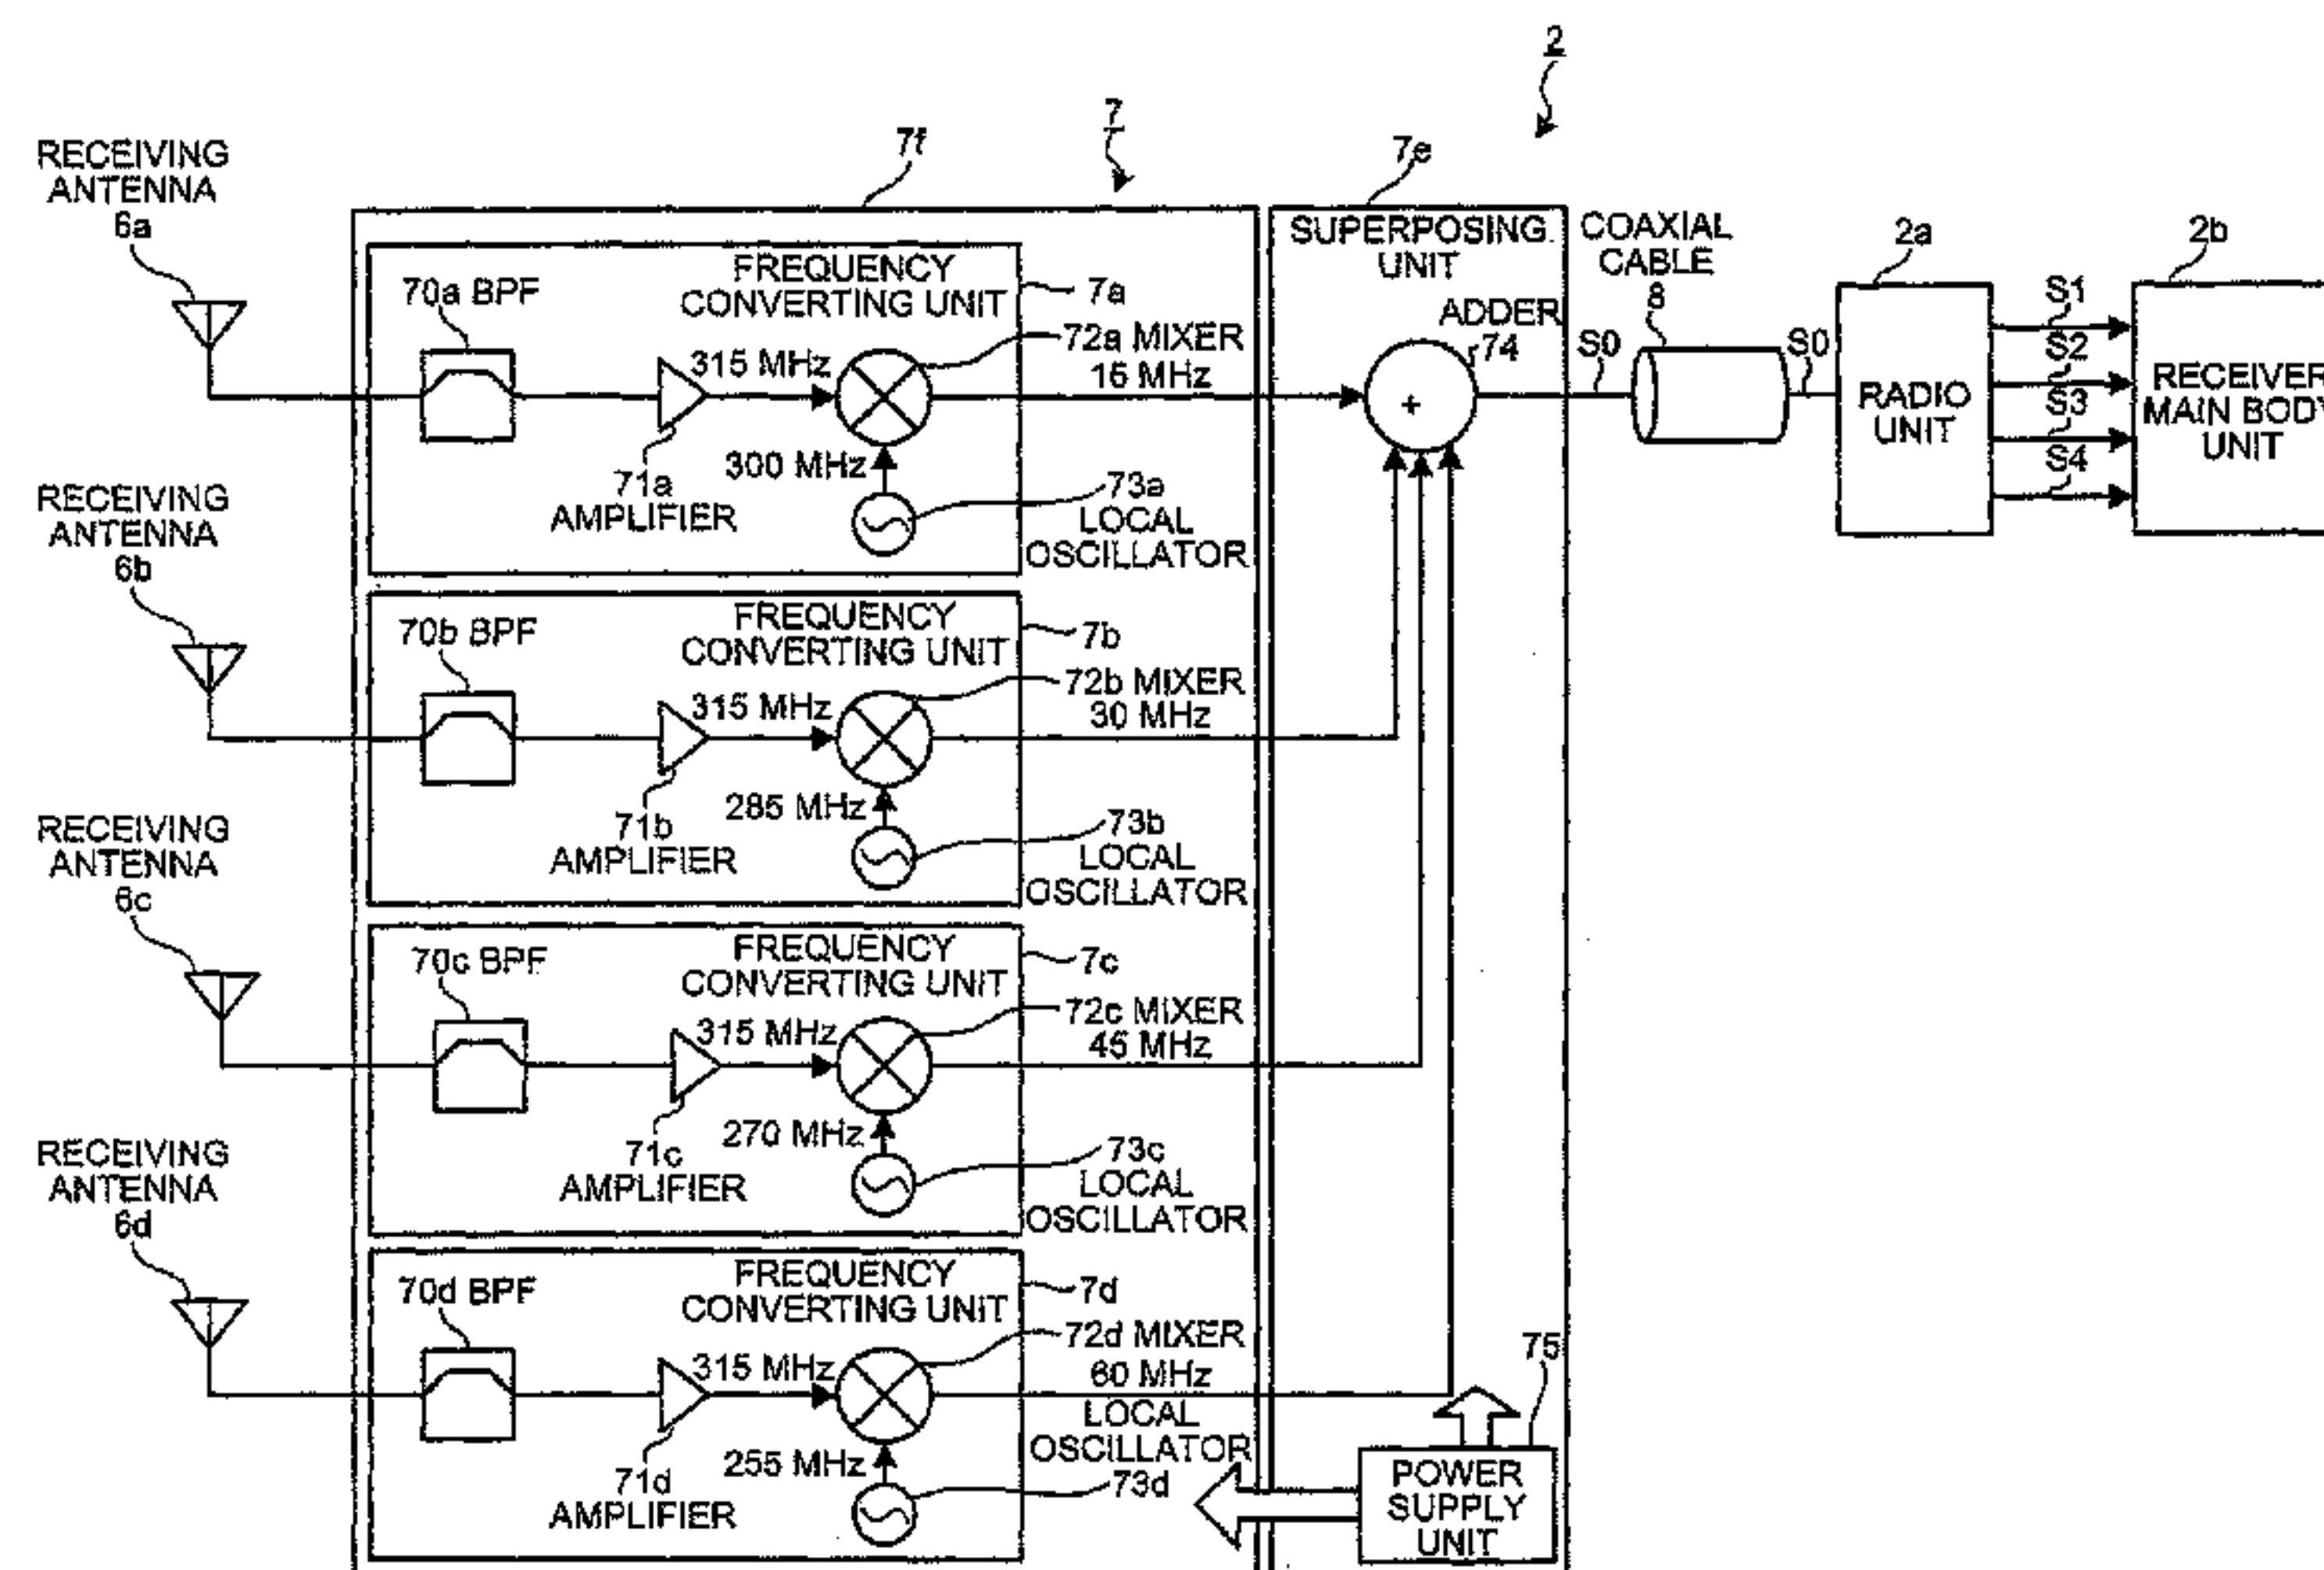 2
7
7f
7e
RECEIVING
ANTENNA
6a
SUPERPOSING
UNIT
COAXIAL
CABLE
8
2a
2b
FREQUENCY
CONVERTING UNIT
7a
70a BPF
315 MHz
72a MIXER
15 MHz
ADDER
74
S0
S0
RADIO
UNIT
S1
S2
S3
S4
RECEIVER
MAIN BODY
UNIT
71a
AMPLIFIER
300 MHz
73a
LOCAL
OSCILLATOR
RECEIVING
ANTENNA
6b
70b BPF
FREQUENCY
CONVERTING UNIT
7b
315 MHz
72b MIXER
30 MHz
71b
AMPLIFIER
285 MHz
73b
LOCAL
OSCILLATOR
RECEIVING
ANTENNA
6c
70c BPF
FREQUENCY
CONVERTING UNIT
7c
315 MHz
72c MIXER
45 MHz
71c
AMPLIFIER
270 MHz
73c
LOCAL
OSCILLATOR
RECEIVING
ANTENNA
6d
70d BPF
FREQUENCY
CONVERTING UNIT
7d
315 MHz
72d MIXER
60 MHz
71d
AMPLIFIER
255 MHz
LOCAL
OSCILLATOR
73d
75
POWER
SUPPLY
UNIT